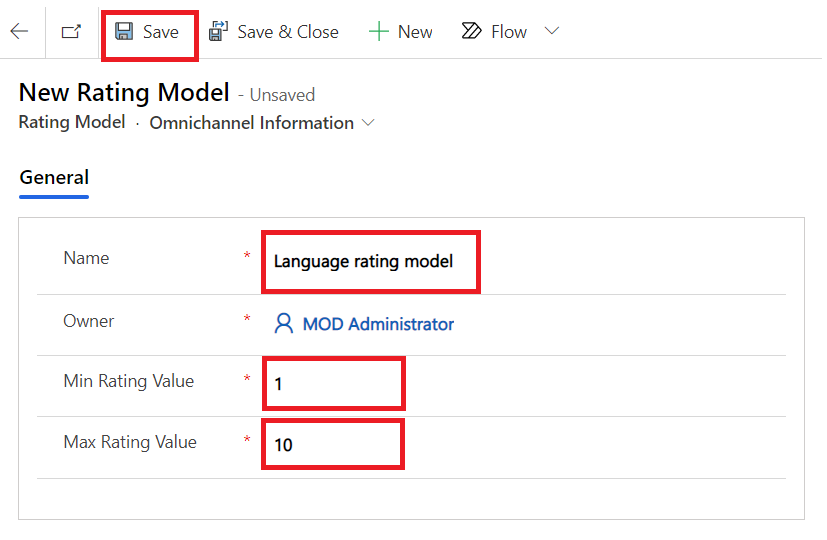 Save Save & Close New Flow
New Rating Model - Unsaved
Rating Model · Omnichannel Information
General
Name * Language rating model
Owner * MOD Administrator
Min Rating Value * 1
Max Rating Value * 10